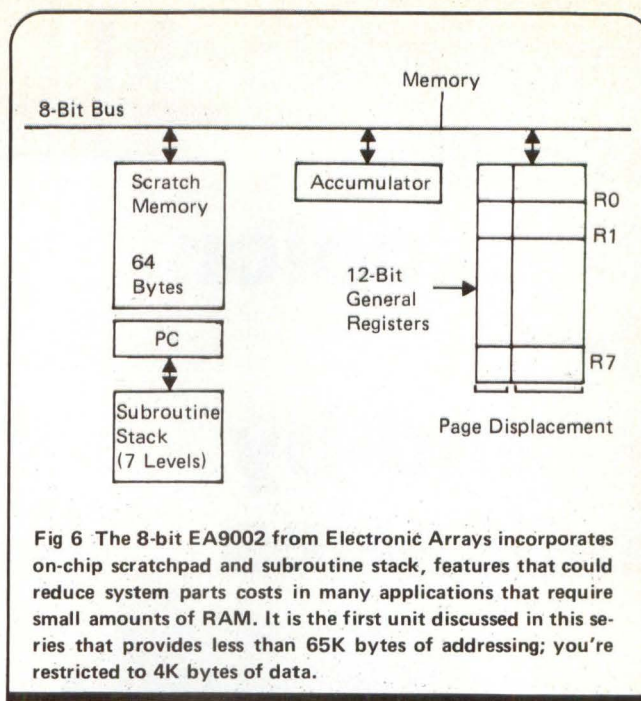 Memory
8-Bit Bus
Scratch
Memory
64
Bytes
Accumulator
R0
R1
12-Bit
General
Registers
PC
R7
Subroutine
Stack
(7 Levels)
Page Displacement
Fig 6 The 8-bit EA9002 from Electronic Arrays incorporates
on-chip scratchpad and subroutine stack, features that could
reduce system parts costs in many applications that require
small amounts of RAM. It is the first unit discussed in this se-
ries that provides less than 65K bytes of addressing; you're
restricted to 4K bytes of data.